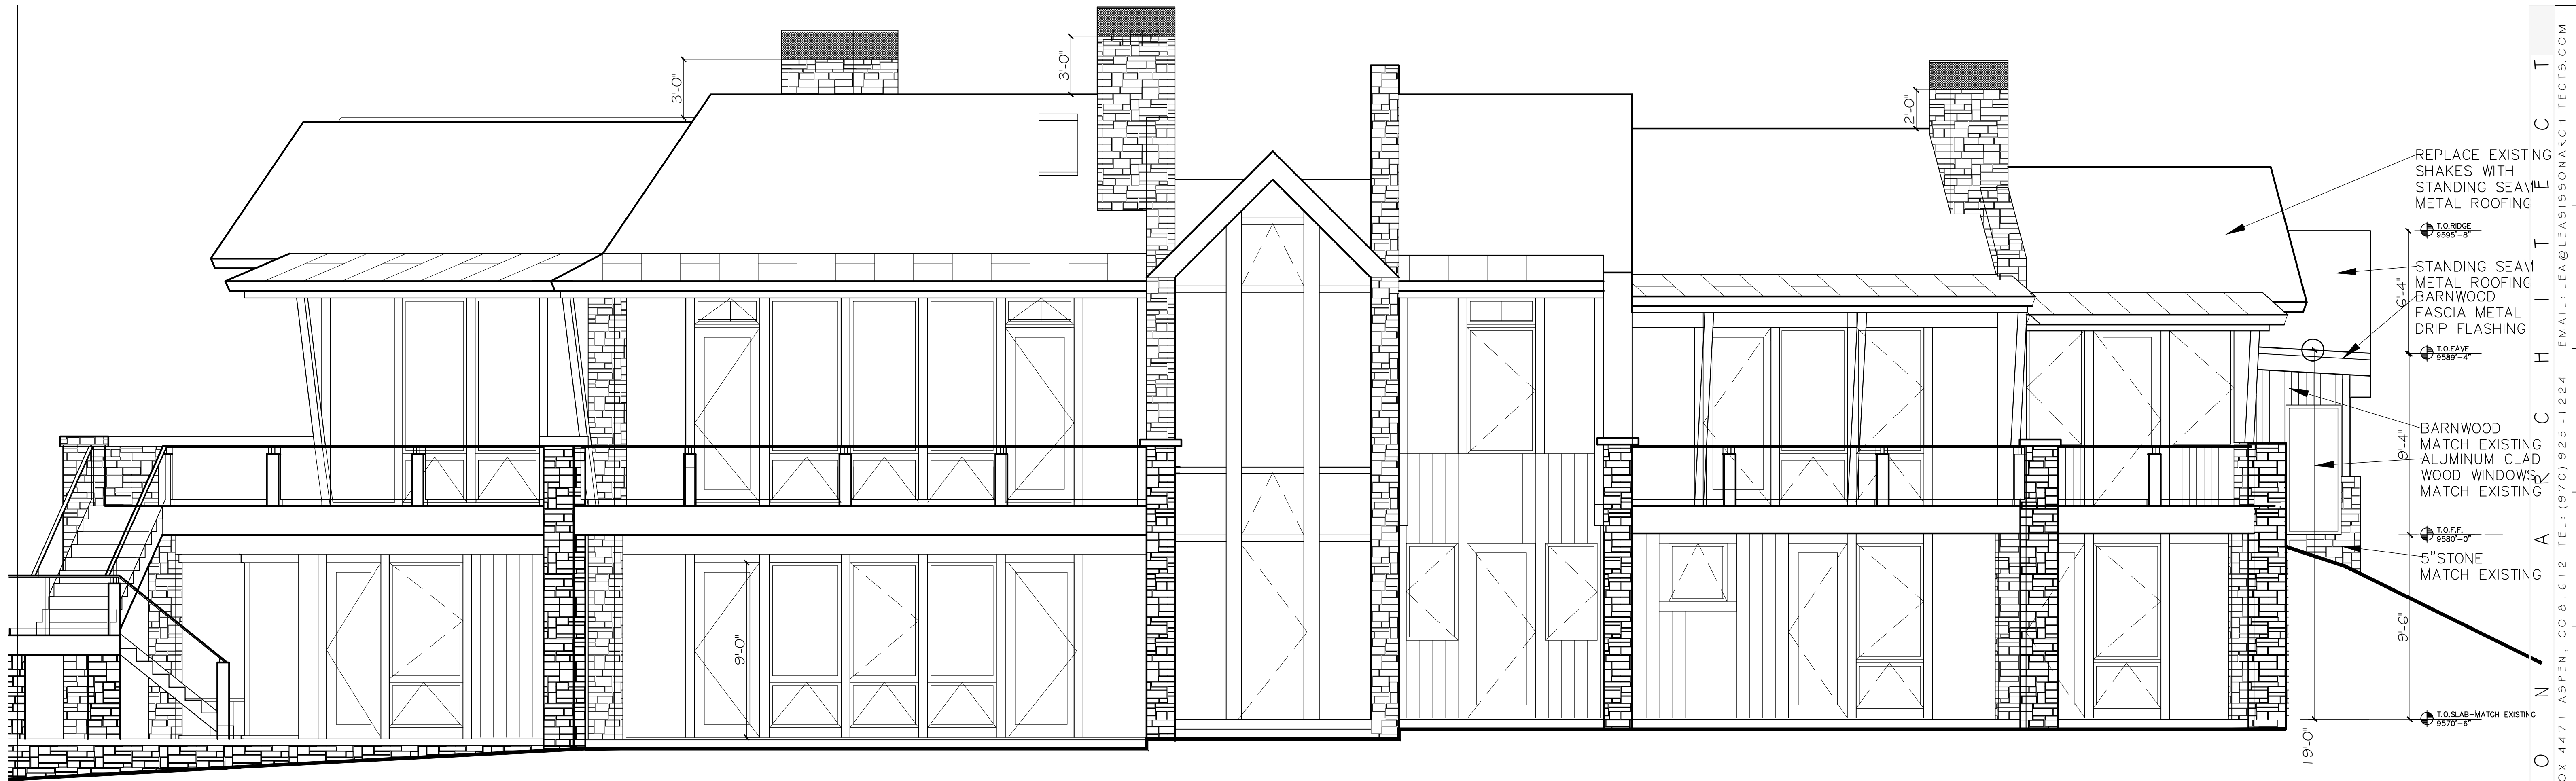 3'-0"
3'-0"
2'-0"
REPLACE EXISTING
SHAKES WITH
STANDING SEAM
METAL ROOFING
T.O.RIDGE
9595'-8"
STANDING SEAM
METAL ROOFING
6'-4"
BARNWOOD
FASCIA METAL
DRIP FLASHING
T.O.EAVE
9589'-4"
BARNWOOD
MATCH EXISTING
9'-4"
ALUMINUM CLAD
WOOD WINDOWS
MATCH EXISTING
T.O.F.F.
9580'-0"
5"STONE
MATCH EXISTING
9'-6"
9'-0"
T.O.SLAB-MATCH EXISTING
9570'-6"
19'-0"
O N A R C H I T E C T
OX 4471 ASPEN, CO 81612 TEL: (970) 925-1224 EMAIL: LEA@LEASISSONARCHITECTS.COM